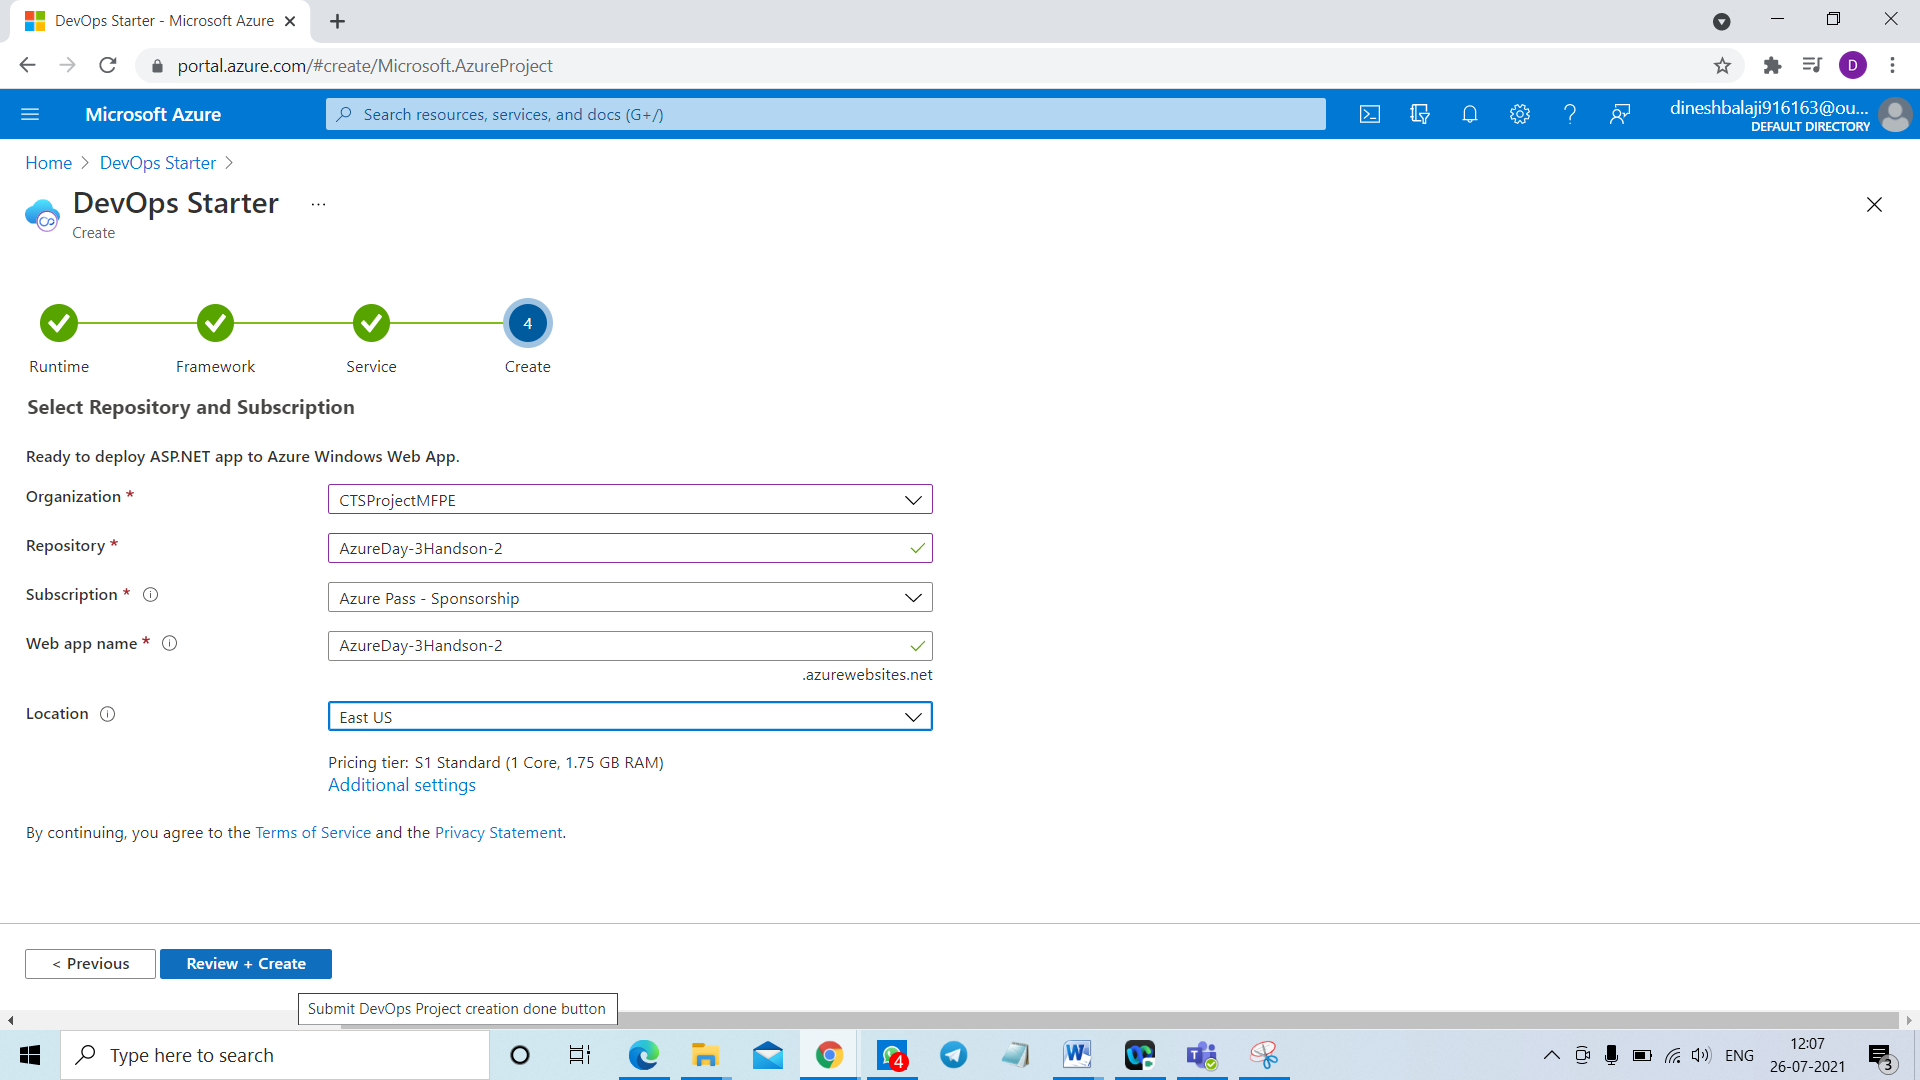 DevOps Starter - Microsoft Azure
portal.azure.com/#create/Microsoft.AzureProject
D
Microsoft Azure
Search resources, services, and docs (G+/)
dineshbalaji916163@ou...
DEFAULT DIRECTORY
Home > DevOps Starter >
DevOps Starter ...
Create
4
Runtime Framework Service Create
Select Repository and Subscription
Ready to deploy ASP.NET app to Azure Windows Web App.
Organization * CTSProjectMFPE
Repository * AzureDay-3Handson-2
Subscription * Azure Pass - Sponsorship
Web app name * AzureDay-3Handson-2
.azurewebsites.net
Location East US
Pricing tier: S1 Standard (1 Core, 1.75 GB RAM)
Additional settings
By continuing, you agree to the Terms of Service and the Privacy Statement.
< Previous Review + Create
Submit DevOps Project creation done button
Type here to search
4
ENG
12:07
26-07-2021
3